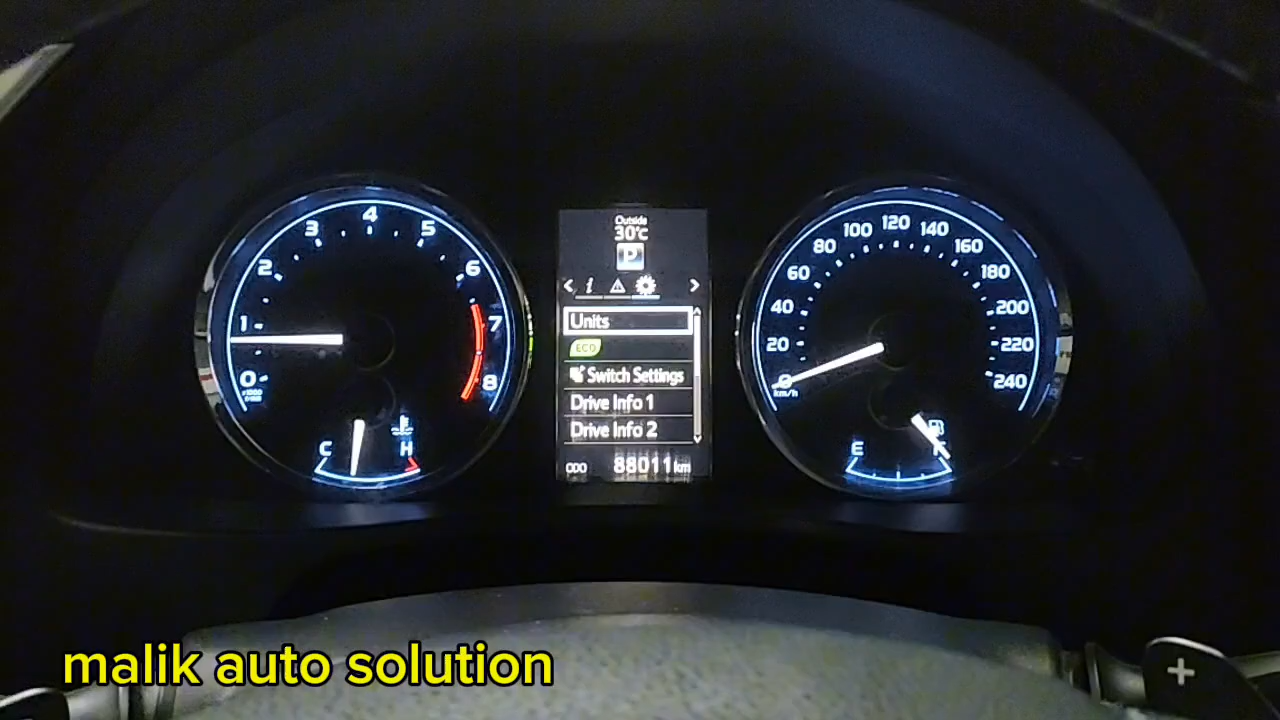 0
1
2
3
4
5
6
7
8
x1000
C
H
Outside
30°C
P
Units
ECO
Switch Settings
Drive Info 1
Drive Info 2
ODO 88011 km
0
20
40
60
80
100
120
140
160
180
200
220
240
km/h
E
F
+
malik auto solution